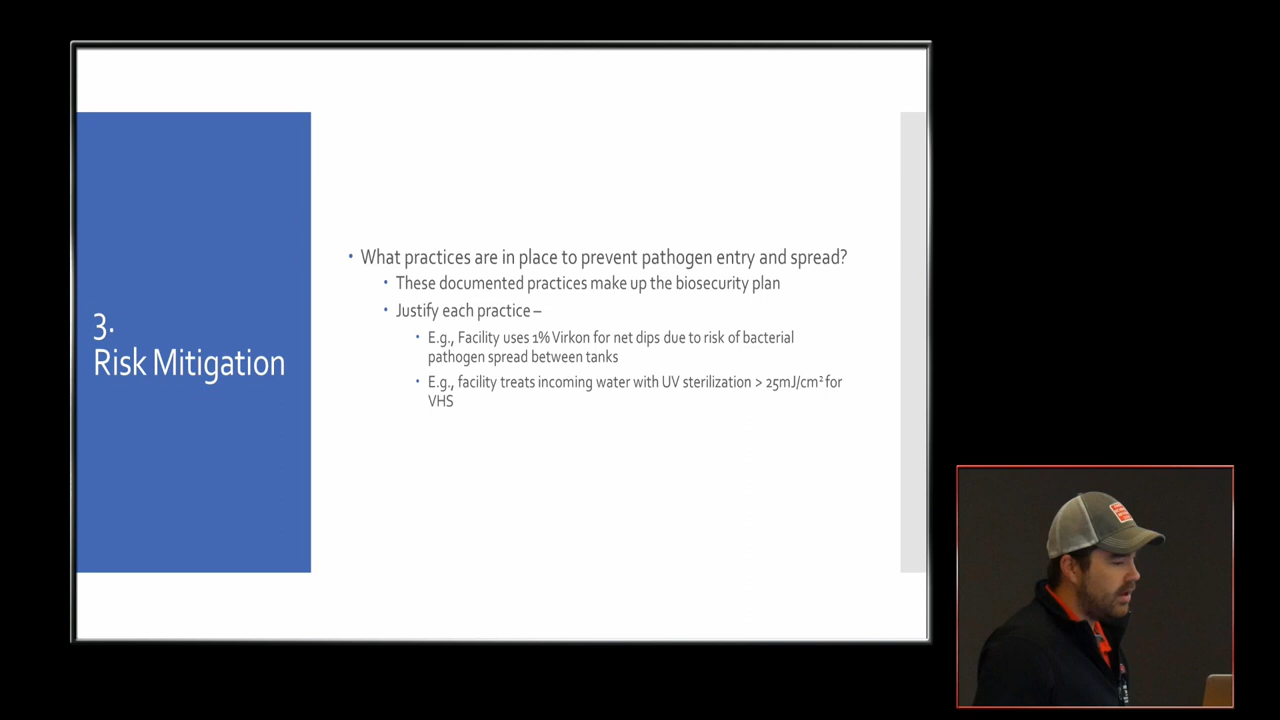 3.
Risk Mitigation
• What practices are in place to prevent pathogen entry and spread?
• These documented practices make up the biosecurity plan
• Justify each practice –
• E.g., Facility uses 1% Virkon for net dips due to risk of bacterial
pathogen spread between tanks
• E.g., facility treats incoming water with UV sterilization > 25mJ/cm² for
VHS